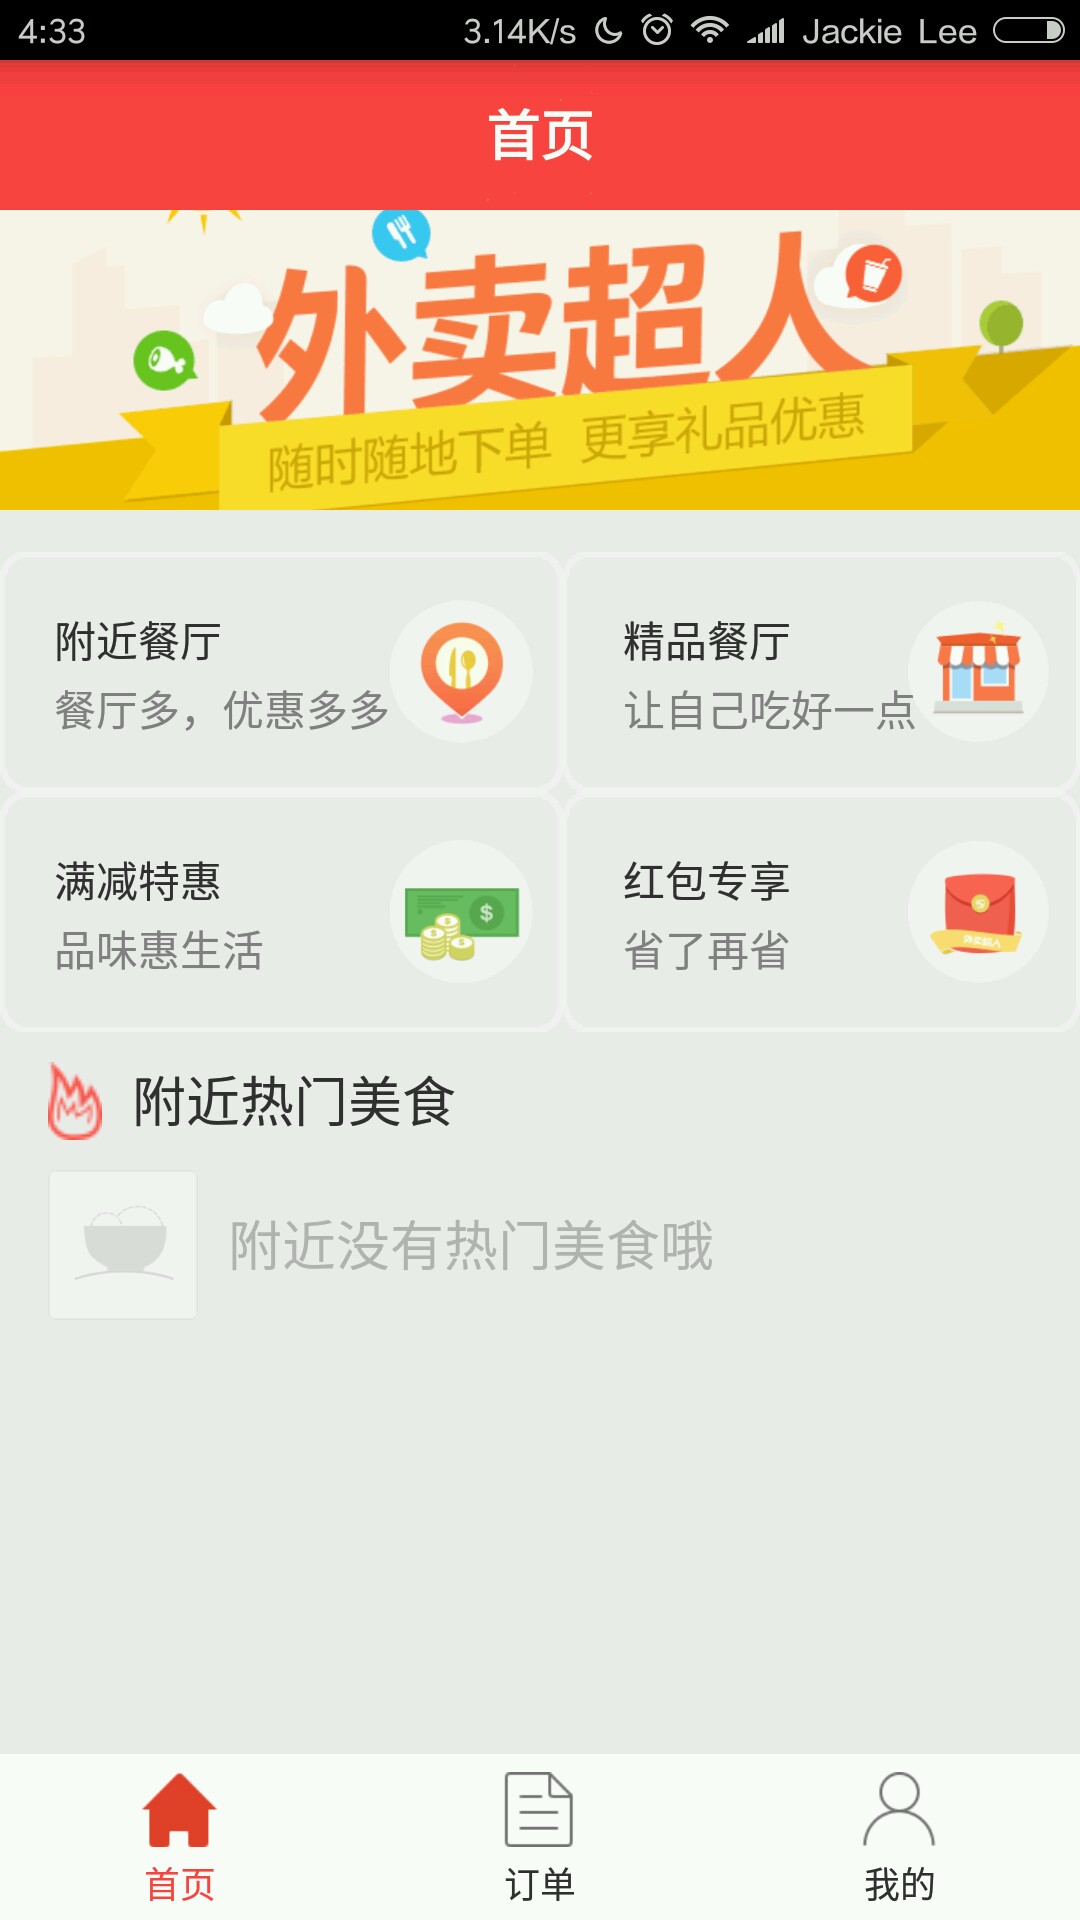 4:33 3.14K/s Jackie Lee
首页
外卖超人
随时随地下单 更享礼品优惠
附近餐厅
餐厅多，优惠多多
精品餐厅
让自己吃好一点
满减特惠
品味惠生活
$
红包专享
省了再省
外卖超人
附近热门美食
附近没有热门美食哦
首页 订单 我的